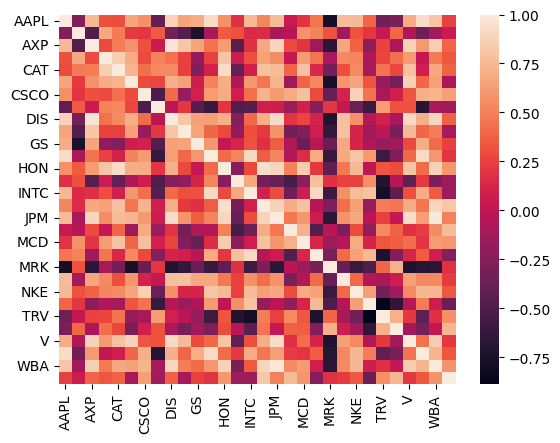 AAPL
AXP
CAT
CSCO
DIS
GS
HON
INTC
JPM
MCD
MRK
NKE
TRV
V
WBA
AAPL
AXP
CAT
CSCO
DIS
GS
HON
INTC
JPM
MCD
MRK
NKE
TRV
V
WBA
1.00
0.75
0.50
0.25
0.00
−0.25
−0.50
−0.75